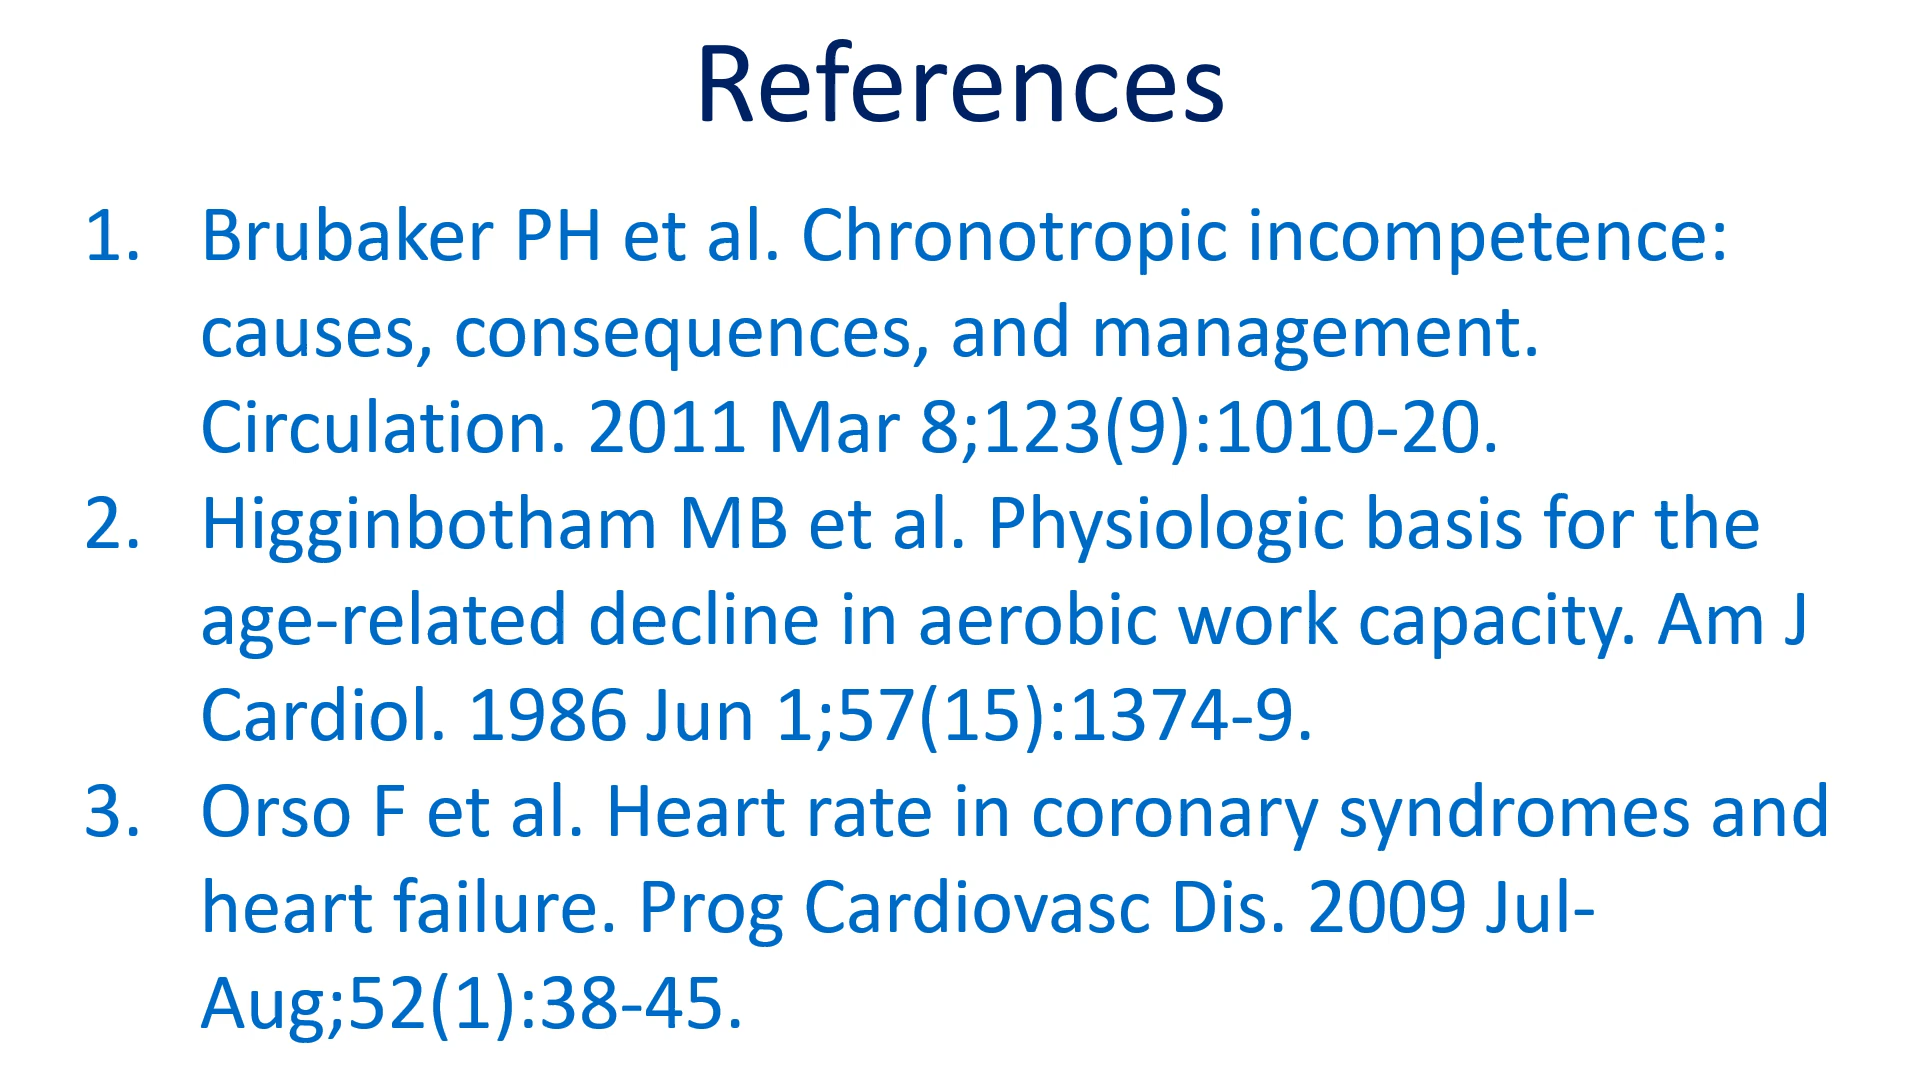 References
1. Brubaker PH et al. Chronotropic incompetence:
causes, consequences, and management.
Circulation. 2011 Mar 8;123(9):1010-20.
2. Higginbotham MB et al. Physiologic basis for the
age-related decline in aerobic work capacity. Am J
Cardiol. 1986 Jun 1;57(15):1374-9.
3. Orso F et al. Heart rate in coronary syndromes and
heart failure. Prog Cardiovasc Dis. 2009 Jul-
Aug;52(1):38-45.